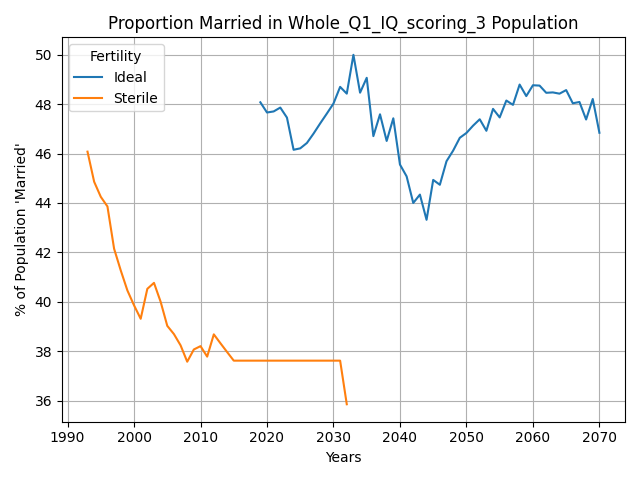 Proportion Married in Whole_Q1_IQ_scoring_3 Population
Fertility
Ideal
Sterile
% of Population 'Married'
50
48
46
44
42
40
38
36
1990 2000 2010 2020 2030 2040 2050 2060 2070
Years